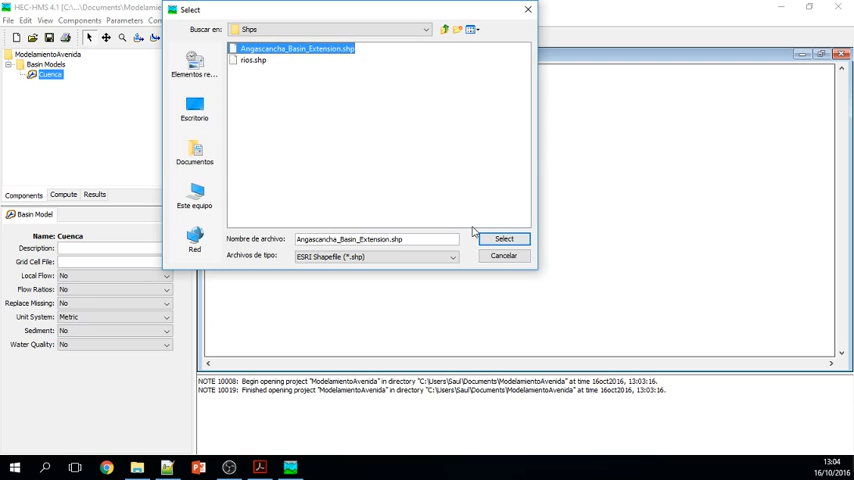 HEC-HMS 4.1 [C:\...\Documents\Modelamie
File Edit View Components Parameters C
ModelamientoAvenida
Basin Models
Cuenca
Components Compute Results
Basin Model
Name: Cuenca
Description:
Grid Cell File:
Local Flow: No
Flow Ratios: No
Replace Missing: No
Unit System: Metric
Sediment: No
Water Quality: No
Select
Buscar en: Shps
Elementos re...
Escritorio
Documentos
Este equipo
Red
Angascancha_Basin_Extension.shp
rios.shp
Nombre de archivo: Angascancha_Basin_Extension.shp Select
Archivos de tipo: ESRI Shapefile (*.shp) Cancelar
NOTE 10008: Begin opening project "ModelamientoAvenida" in directory "C:\Users\Saul\Documents\ModelamientoAvenida" at time 16oct2016, 13:03:16.
NOTE 10019: Finished opening project "ModelamientoAvenida" in directory "C:\Users\Saul\Documents\ModelamientoAvenida" at time 16oct2016, 13:03:16.
13:04
16/10/2016